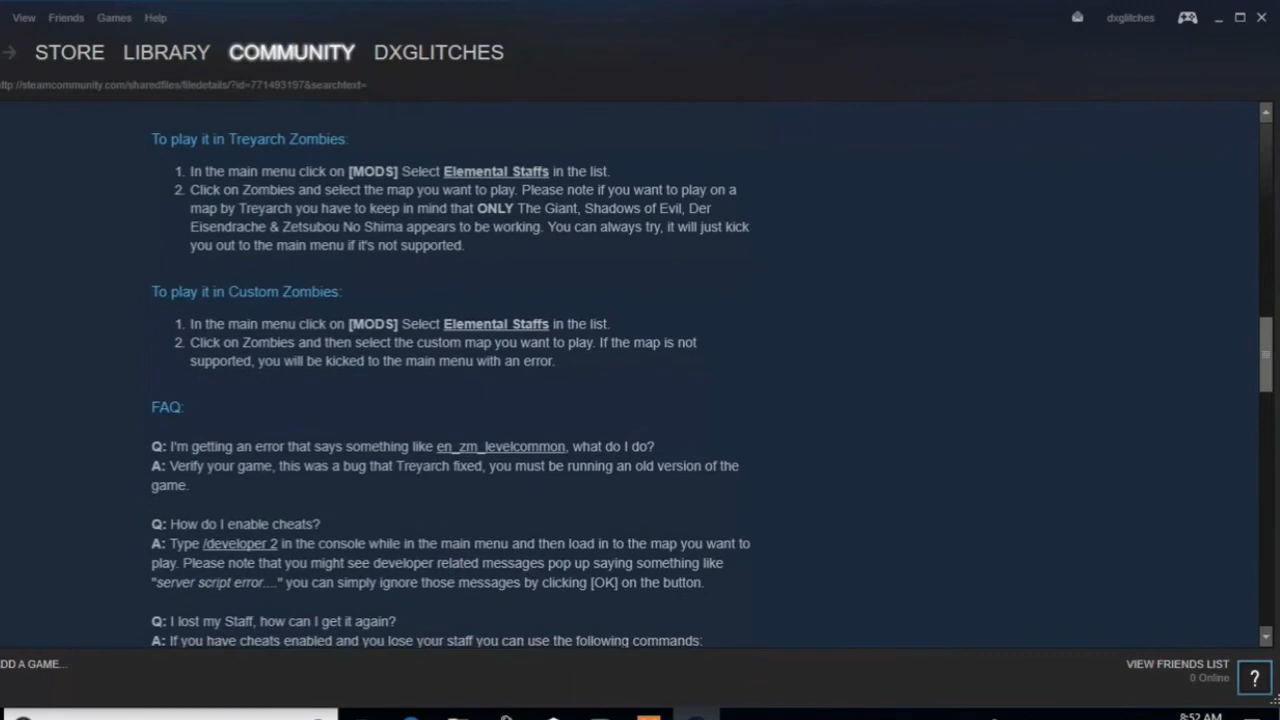 View Friends Games Help dxglitches
STORE LIBRARY COMMUNITY DXGLITCHES
ttp://steamcommunity.com/sharedfiles/filedetails/?id=771493197&searchtext=
To play it in Treyarch Zombies:
1. In the main menu click on [MODS] Select Elemental Staffs in the list.
2. Click on Zombies and select the map you want to play. Please note if you want to play on a
map by Treyarch you have to keep in mind that ONLY The Giant, Shadows of Evil, Der
Eisendrache & Zetsubou No Shima appears to be working. You can always try, it will just kick
you out to the main menu if it's not supported.
To play it in Custom Zombies:
1. In the main menu click on [MODS] Select Elemental Staffs in the list.
2. Click on Zombies and then select the custom map you want to play. If the map is not
supported, you will be kicked to the main menu with an error.
FAQ:
Q: I'm getting an error that says something like en_zm_levelcommon, what do I do?
A: Verify your game, this was a bug that Treyarch fixed, you must be running an old version of the
game.
Q: How do I enable cheats?
A: Type /developer 2 in the console while in the main menu and then load in to the map you want to
play. Please note that you might see developer related messages pop up saying something like
"server script error...." you can simply ignore those messages by clicking [OK] on the button.
Q: I lost my Staff, how can I get it again?
A: If you have cheats enabled and you lose your staff you can use the following commands:
DD A GAME...
VIEW FRIENDS LIST
0 Online
?
8:52 AM